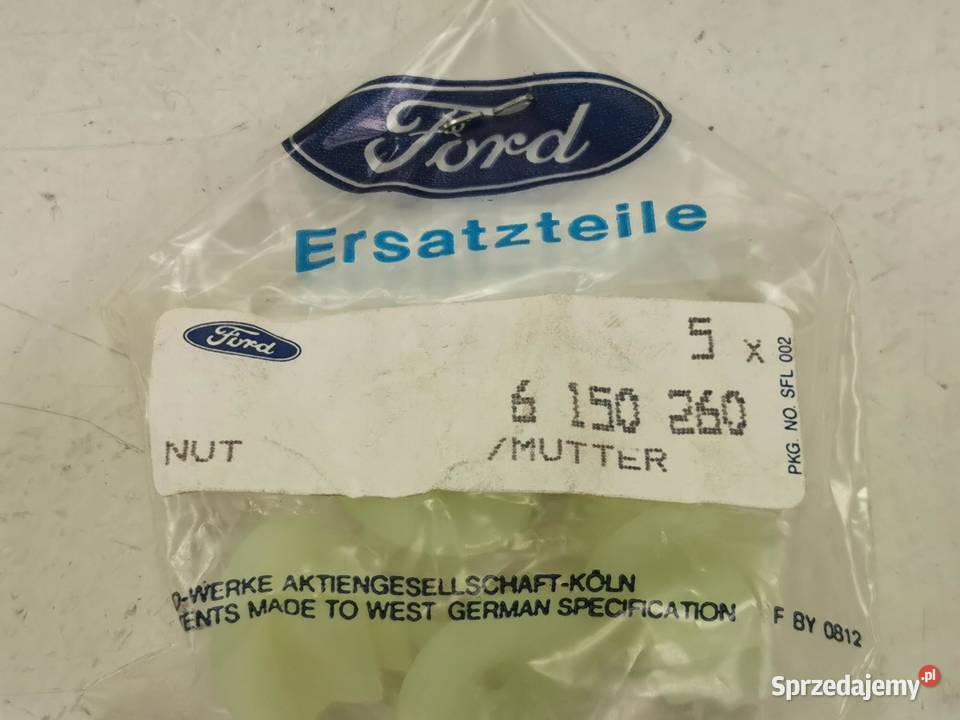 Ford
Ersatzteile
Ford
5 x
6 150 260
NUT /MUTTER
PKG. NO. SFL 002
D-WERKE AKTIENGESELLSCHAFT-KÖLN
ENTS MADE TO WEST GERMAN SPECIFICATION
F BY 0812
Sprzedajemy.pl